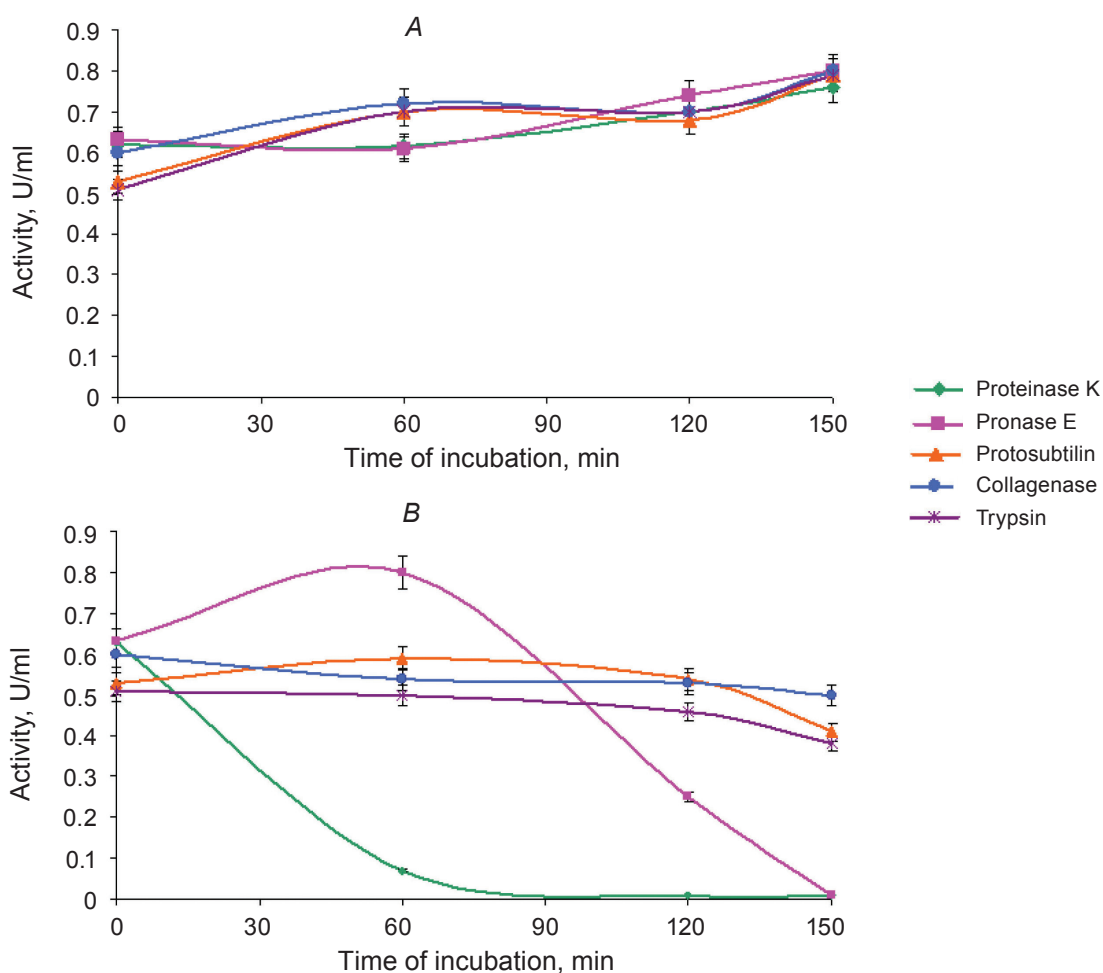 A
0.9
0.8
0.7
0.6
0.5
0.4
0.3
0.2
0.1
0
Activity, U/ml
0 30 60 90 120 150
Time of incubation, min
Proteinase K
Pronase E
Protosubtilin
Collagenase
Trypsin
B
0.9
0.8
0.7
0.6
0.5
0.4
0.3
0.2
0.1
0
Activity, U/ml
0 30 60 90 120 150
Time of incubation, min